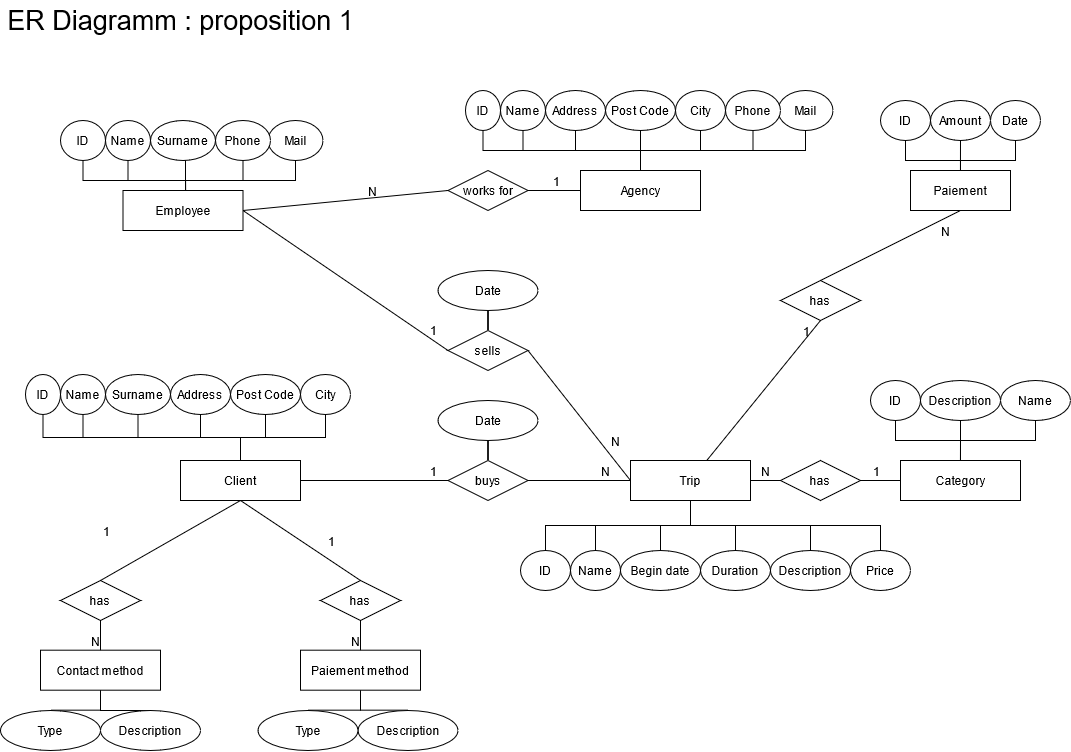 ER Diagramm : proposition 1
ID Name Address Post Code City Phone Mail
ID Amount Date
ID Name Surname Phone Mail
N works for 1 Agency
Paiement
Employee
N
Date
has
1
1
sells
ID Name Surname Address Post Code City
Date
ID Description Name
N
Client 1 buys N Trip N has 1 Category
1
1
ID Name Begin date Duration Description Price
has
has
N
N
Contact method
Paiement method
Type Description
Type Description